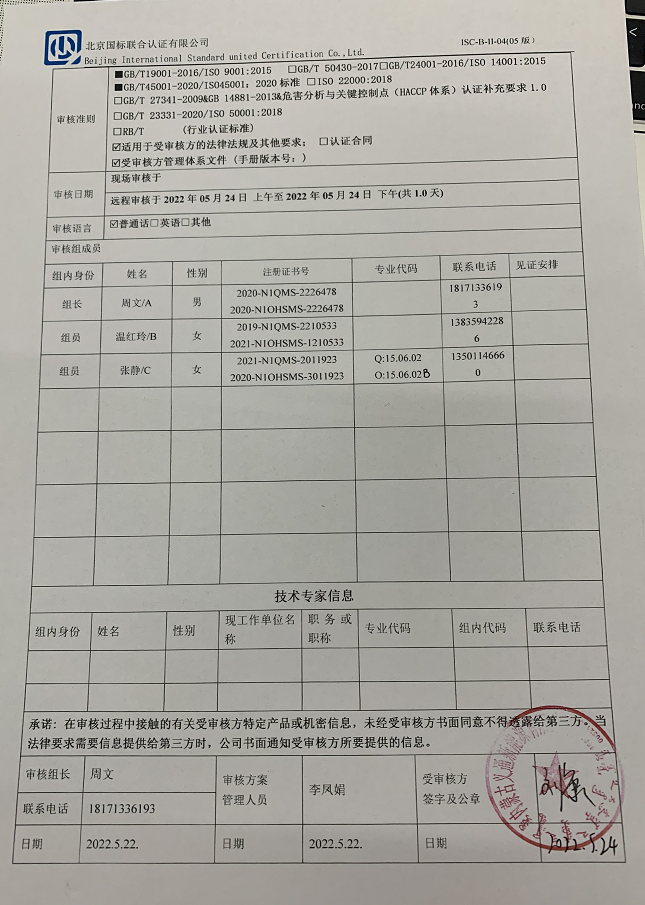 北京国标联合认证有限公司
ISC-B-II-04(05版)
Beijing International Standard united Certification Co.,Ltd.
审核准则
■GB/T19001-2016/ISO 9001:2015 □GB/T 50430-2017□GB/T24001-2016/ISO 14001:2015
■GB/T45001-2020/ISO45001：2020 标准 □ISO 22000:2018
□GB/T 27341-2009&GB 14881-2013&危害分析与关键控制点（HACCP 体系）认证补充要求 1.0
□GB/T 23331-2020/ISO 50001:2018
□RB/T （行业认证标准）
☑适用于受审核方的法律法规及其他要求； □认证合同
☑受审核方管理体系文件（手册版本号：）
审核日期
现场审核于
远程审核于 2022 年 05 月 24 日 上午至 2022 年 05 月 24 日 下午(共 1.0 天)
审核语言 ☑普通话□英语□其他
审核组成员
组内身份 姓名 性别 注册证书号 专业代码 联系电话 见证安排
组长 周文/A 男 2020-N1QMS-2226478 1817133619
2020-N1OHSMS-2226478 3
组员 温红玲/B 女 2019-N1QMS-2210533 1383594228
2021-N1OHSMS-1210533 6
组员 张静/C 女 2021-N1QMS-2011923 Q:15.06.02 1350114666
2020-N1OHSMS-3011923 O:15.06.02B 0
技术专家信息
组内身份 姓名 性别 现工作单位名称 职务或职称 专业代码 组内代码 联系电话
承诺：在审核过程中接触的有关受审核方特定产品或机密信息，未经受审核方书面同意不得透露给第三方。当
法律要求需要信息提供给第三方时，公司书面通知受审核方所要提供的信息。
审核组长 周文 审核方案管理人员 李凤娟 受审核方签字及公章
联系电话 18171336193
日期 2022.5.22. 日期 2022.5.22. 日期 2022.5.24